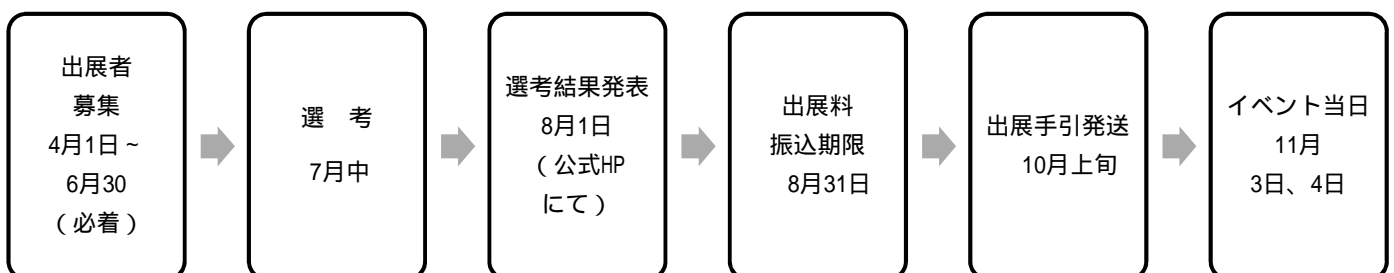 出展者
募集
4月1日～
6月30
（必着）
選　考
7月中
選考結果発表
8月1日
（公式HP
にて）
出展料
振込期限
8月31日
出展手引発送
10月上旬
イベント当日
11月
3日、4日